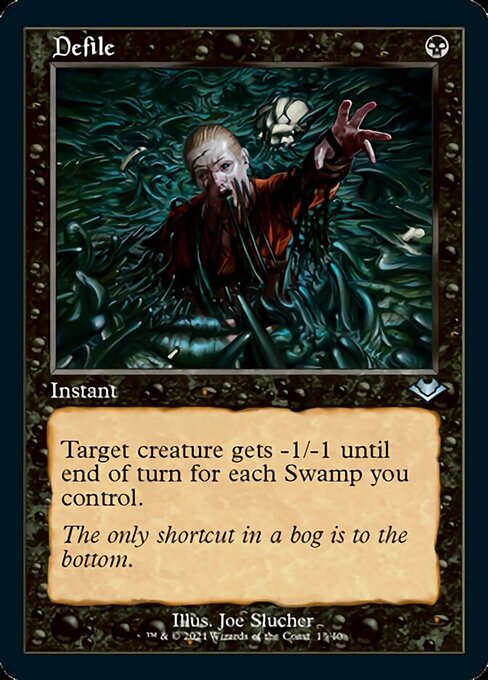 Defile
Instant
Target creature gets -1/-1 until
end of turn for each Swamp you
control.
The only shortcut in a bog is to the
bottom.
Illus. Joe Slucher
™ & © 2021 Wizards of the Coast